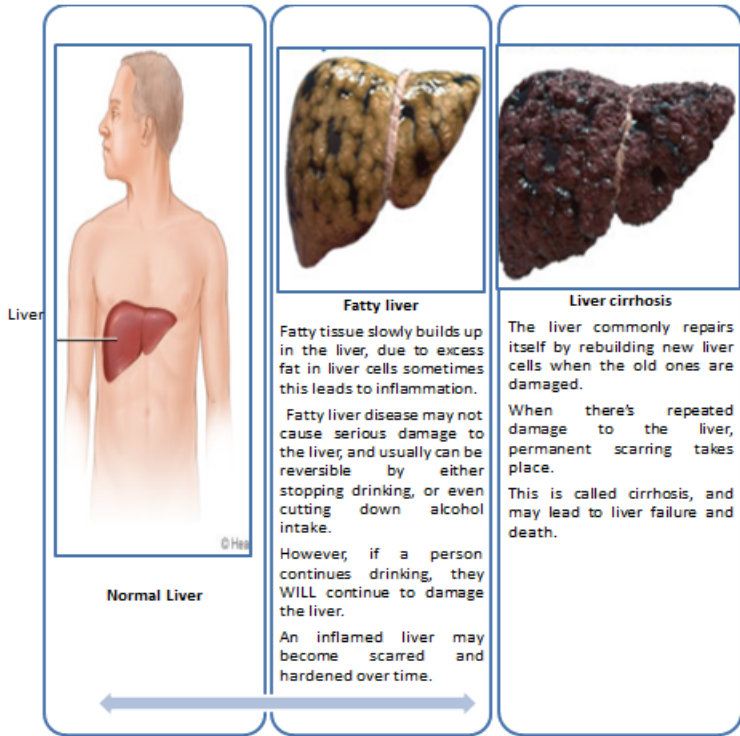 Liver
© Hea
Normal Liver
Fatty liver
Fatty tissue slowly builds up
in the liver, due to excess
fat in liver cells sometimes
this leads to inflammation.
Fatty liver disease may not
cause serious damage to
the liver, and usually can be
reversible by either
stopping drinking, or even
cutting down alcohol
intake.
However, if a person
continues drinking, they
WILL continue to damage
the liver.
An inflamed liver may
become scarred and
hardened over time.
Liver cirrhosis
The liver commonly repairs
itself by rebuilding new liver
cells when the old ones are
damaged.
When there's repeated
damage to the liver,
permanent scarring takes
place.
This is called cirrhosis, and
may lead to liver failure and
death.